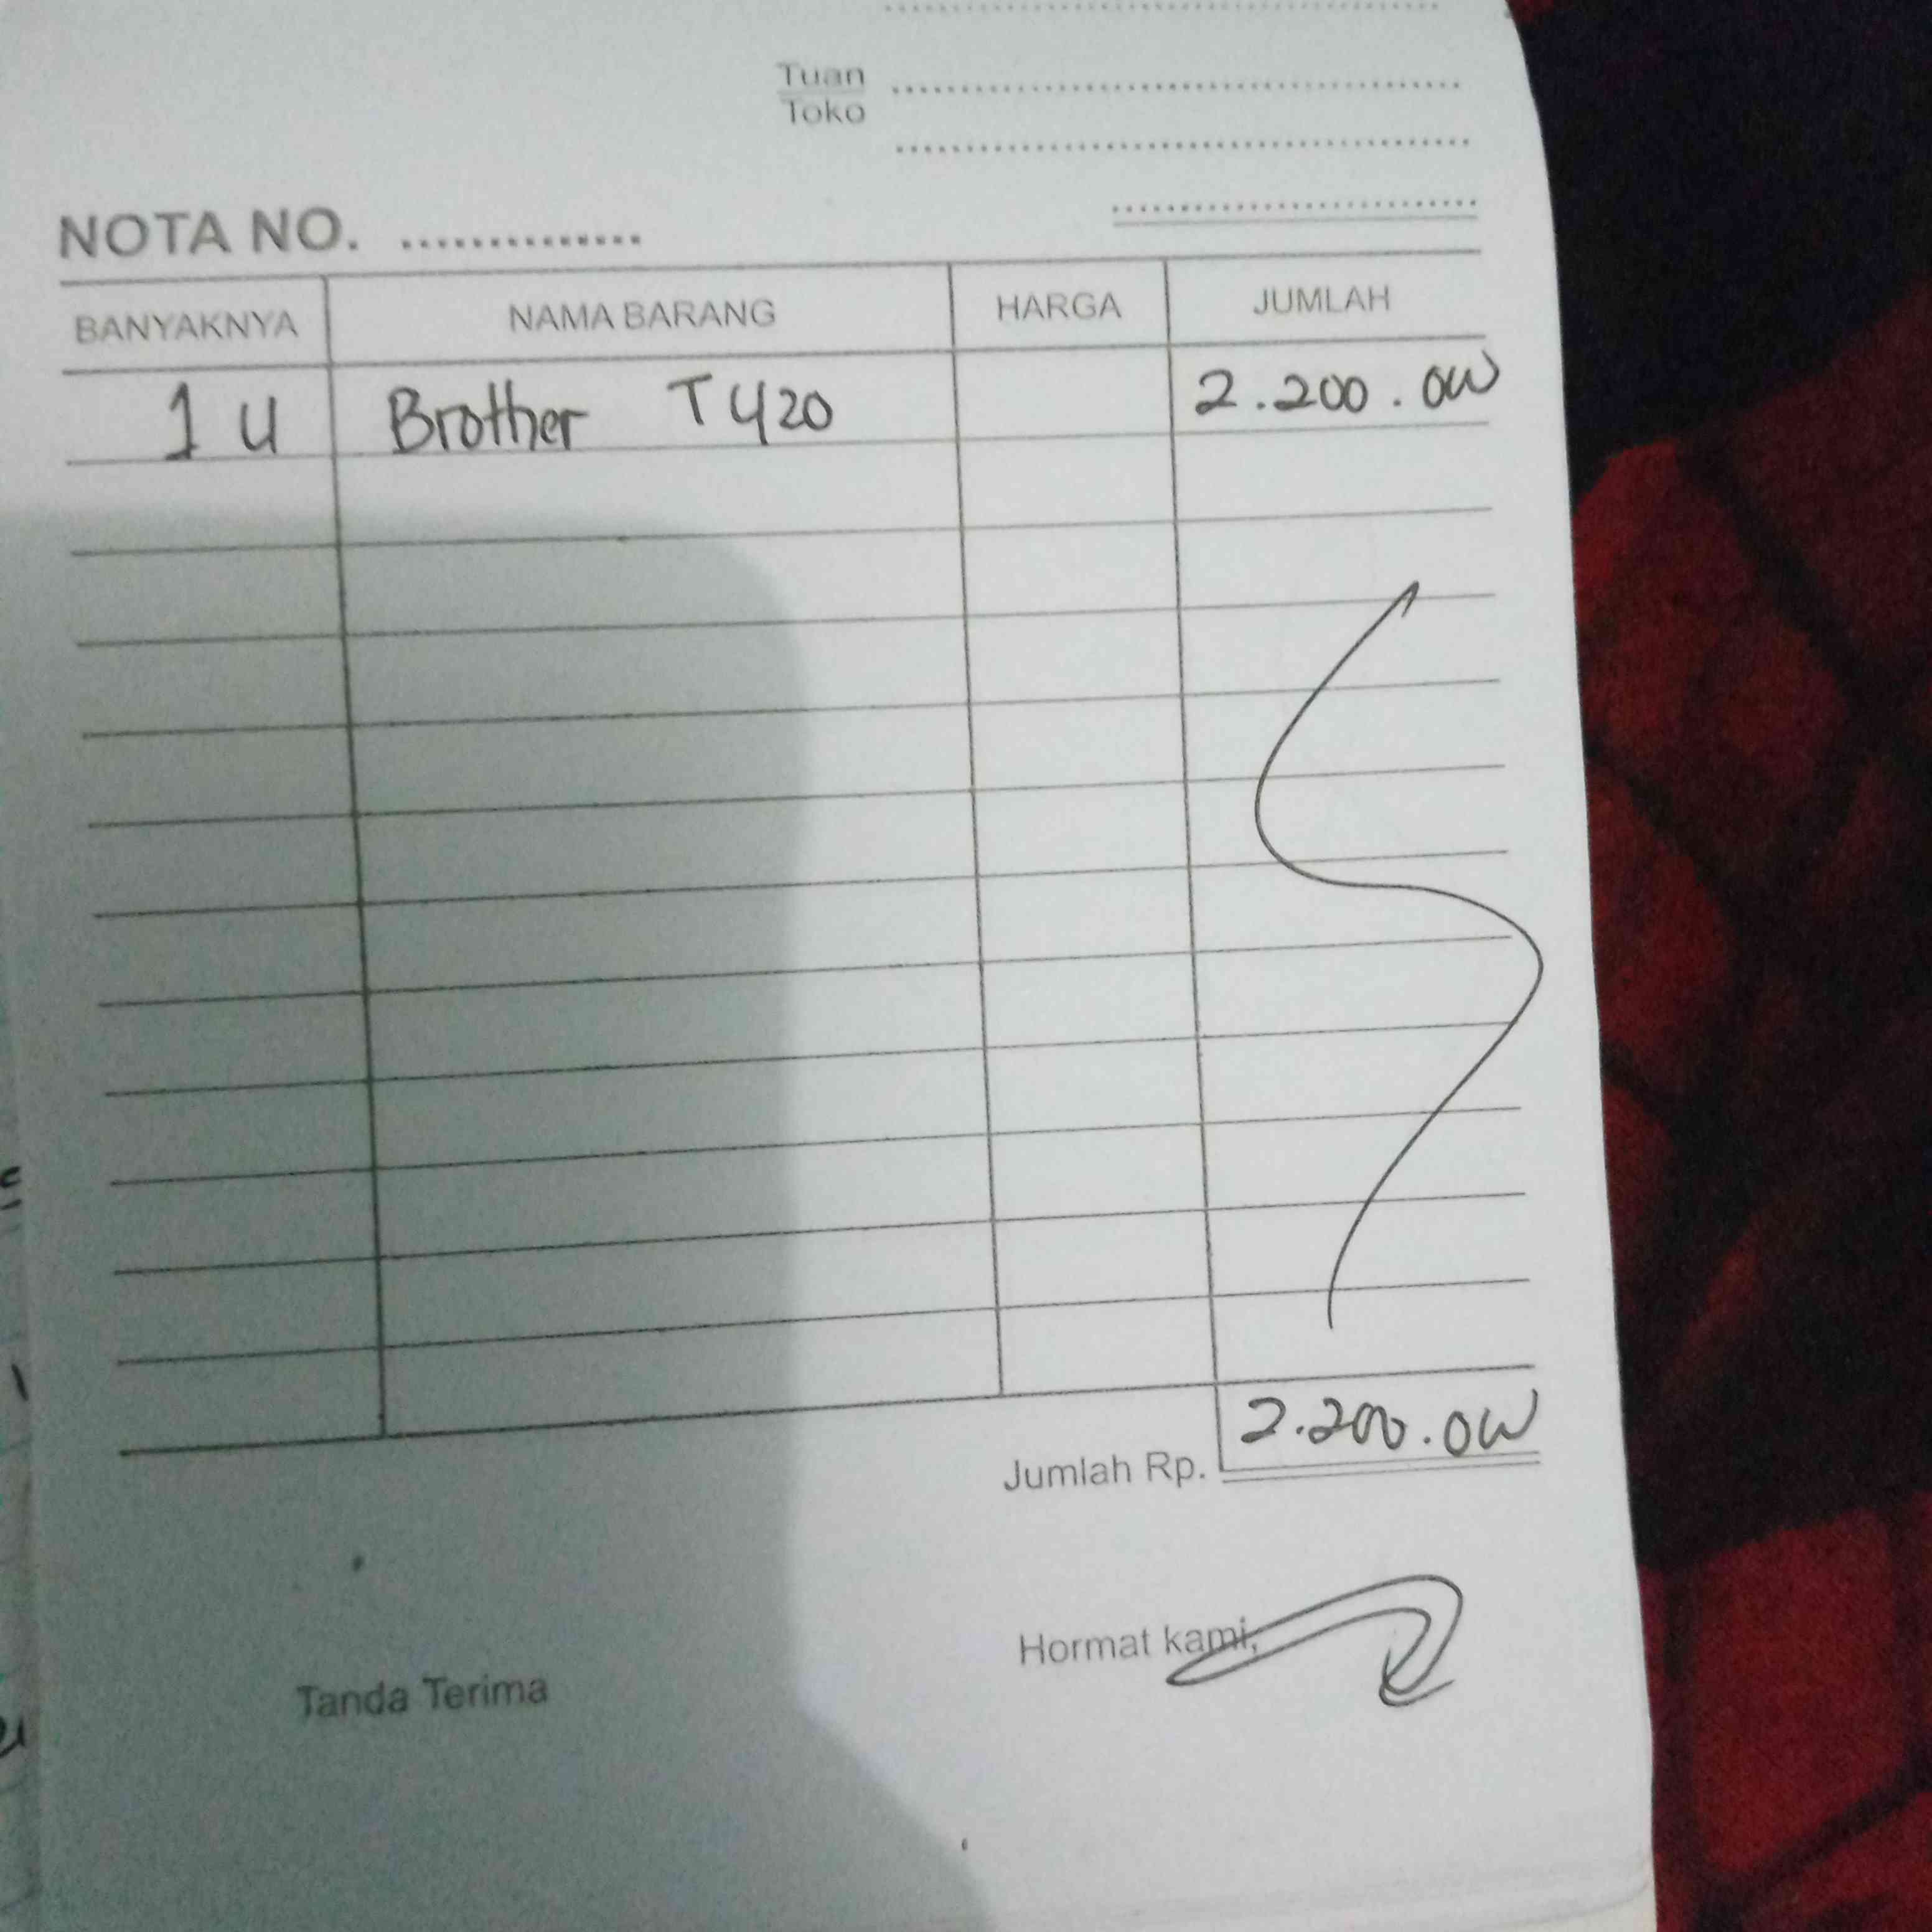 Tuan
Toko
NOTA NO. ..............
BANYAKNYA NAMA BARANG HARGA JUMLAH
1 U Brother T420 2.200.000
Jumlah Rp. 2.200.000
Hormat kami,
Tanda Terima